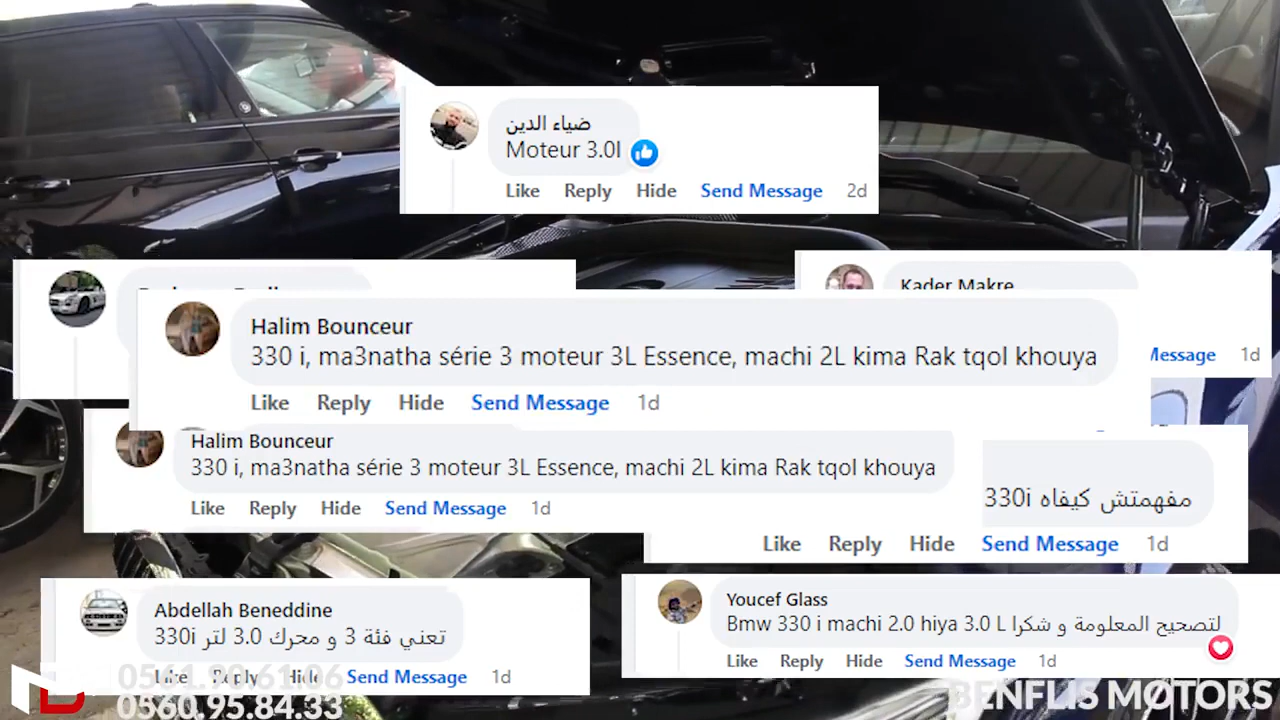 ضياء الدين
Moteur 3.0l
Like Reply Hide Send Message 2d
Kader Makre
Message 1d
Halim Bounceur
330 i, ma3natha série 3 moteur 3L Essence, machi 2L kima Rak tqol khouya
Like Reply Hide Send Message 1d
Halim Bounceur
330 i, ma3natha série 3 moteur 3L Essence, machi 2L kima Rak tqol khouya
Like Reply Hide Send Message 1d
مفهمتش كيفاه 330i
Like Reply Hide Send Message 1d
Abdellah Beneddine
تعني فئة 3 و محرك 3.0 لتر 330i
Like Reply Hide Send Message 1d
Youcef Glass
Bmw 330 i machi 2.0 hiya 3.0 L لتصحيح المعلومة و شكرا
Like Reply Hide Send Message 1d
0560.95.84.33
BENFLIS MOTORS